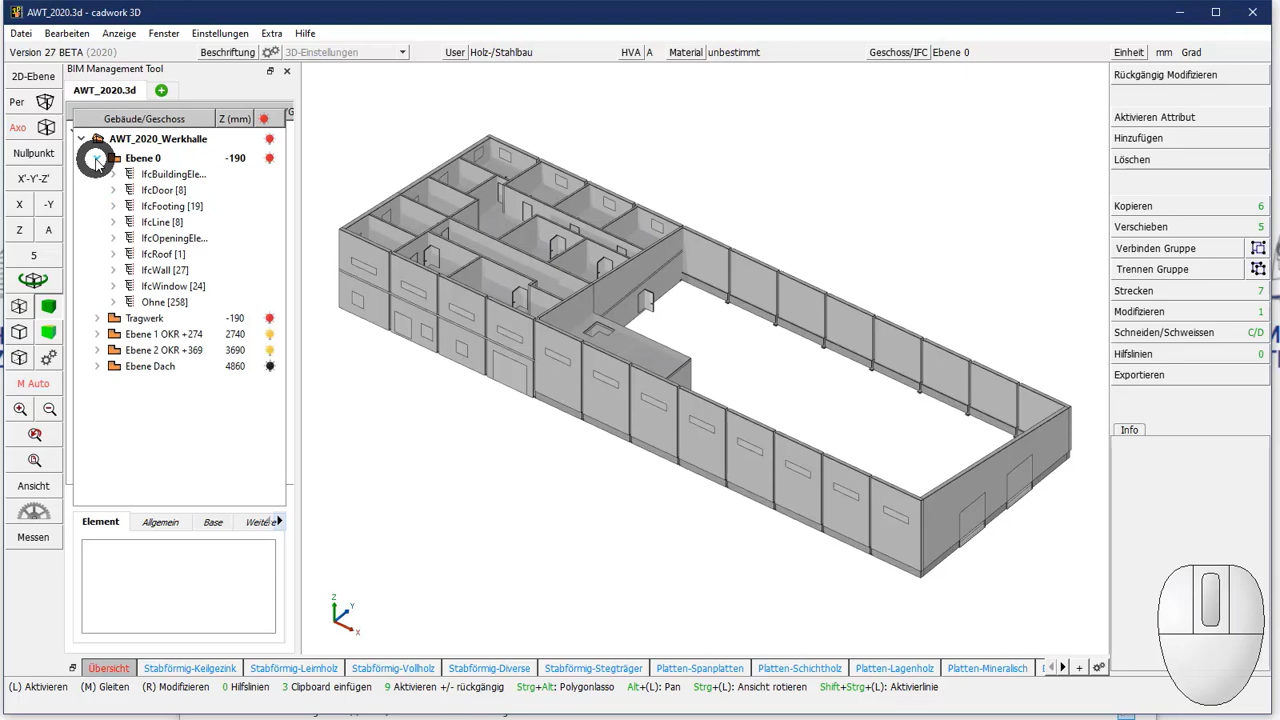 AWT_2020.3d - cadwork 3D
Datei Bearbeiten Anzeige Fenster Einstellungen Extra Hilfe
Version 27 BETA (2020) Beschriftung 3D-Einstellungen User Holz-/Stahlbau HVA A Material unbestimmt Geschoss/IFC Ebene 0 Einheit mm Grad
2D-Ebene
Per
Axo
Nullpunkt
X'-Y'-Z'
X -Y
Z A
5
M Auto
Ansicht
Messen
BIM Management Tool
AWT_2020.3d
Gebäude/Geschoss Z (mm)
AWT_2020_Werkhalle
Ebene 0 -190
IfcBuildingEle...
IfcDoor [8]
IfcFooting [19]
IfcLine [8]
IfcOpeningEle...
IfcRoof [1]
IfcWall [27]
IfcWindow [24]
Ohne [258]
Tragwerk -190
Ebene 1 OKR +274 2740
Ebene 2 OKR +369 3690
Ebene Dach 4860
Element Allgemein Base
Z
Y
X
Rückgängig Modifizieren
Aktivieren Attribut
Hinzufügen
Löschen
Kopieren 6
Verschieben 5
Verbinden Gruppe
Trennen Gruppe
Strecken 7
Modifizieren 1
Schneiden/Schweissen C/D
Hilfslinien 0
Exportieren
Info
Übersicht Stabförmig-Keilgezink Stabförmig-Leimholz Stabförmig-Vollholz Stabförmig-Diverse Stabförmig-Stegträger Platten-Spanplatten Platten-Schichtholz Platten-Lagenholz Platten-Mineralisch
(L) Aktivieren (M) Gleiten (R) Modifizieren 0 Hilfslinien 3 Clipboard einfügen 9 Aktivieren +/- rückgängig Strg+Alt: Polygonlasso Alt+(L): Pan Strg+(L): Ansicht rotieren Shift+Strg+(L): Aktivierlinie